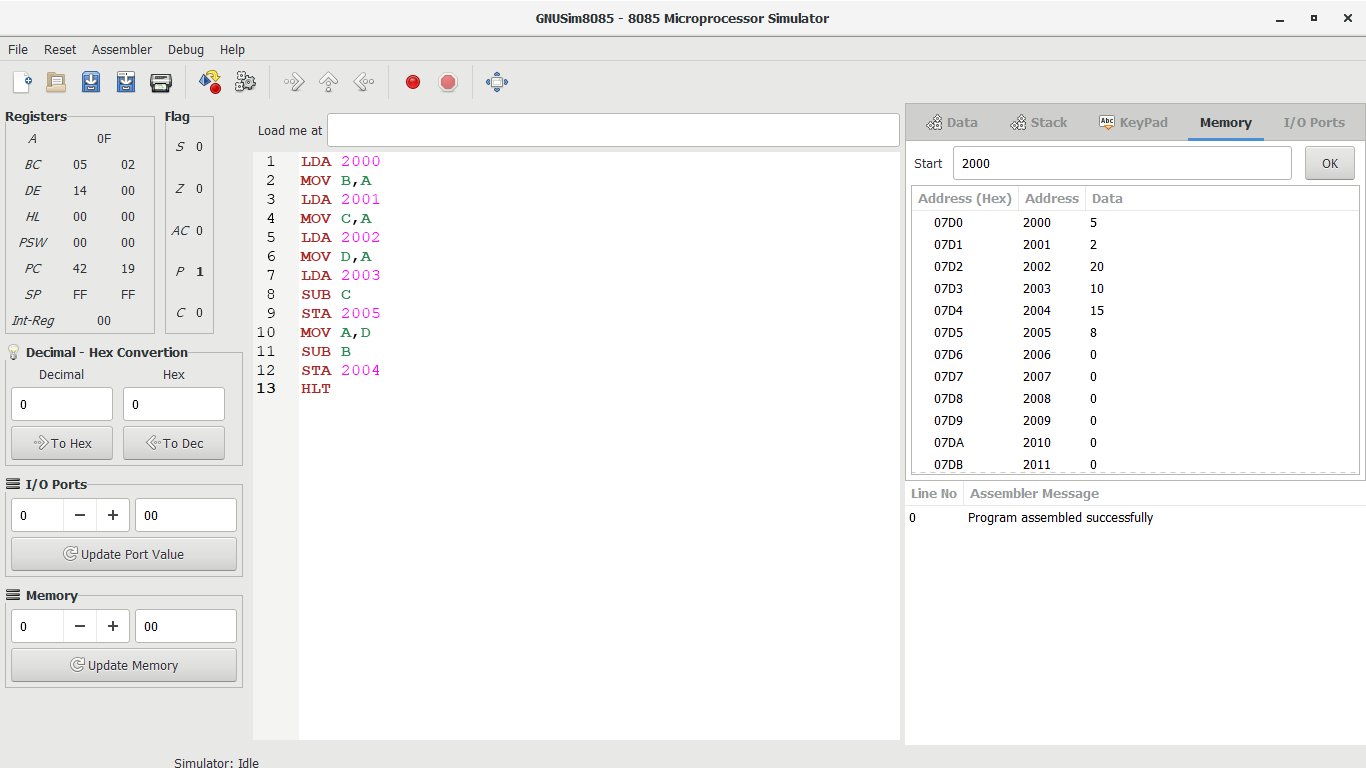 GNUSim8085 - 8085 Microprocessor Simulator
File Reset Assembler Debug Help
Registers
A 0F
BC 05 02
DE 14 00
HL 00 00
PSW 00 00
PC 42 19
SP FF FF
Int-Reg 00
Flag
S 0
Z 0
AC 0
P 1
C 0
Decimal - Hex Convertion
Decimal Hex
0 0
To Hex To Dec
I/O Ports
0 − + 00
Update Port Value
Memory
0 − + 00
Update Memory
Load me at
1 LDA 2000
2 MOV B,A
3 LDA 2001
4 MOV C,A
5 LDA 2002
6 MOV D,A
7 LDA 2003
8 SUB C
9 STA 2005
10 MOV A,D
11 SUB B
12 STA 2004
13 HLT
Data Stack Abc KeyPad Memory I/O Ports
Start 2000 OK
Address (Hex) Address Data
07D0 2000 5
07D1 2001 2
07D2 2002 20
07D3 2003 10
07D4 2004 15
07D5 2005 8
07D6 2006 0
07D7 2007 0
07D8 2008 0
07D9 2009 0
07DA 2010 0
07DB 2011 0
Line No Assembler Message
0 Program assembled successfully
Simulator: Idle